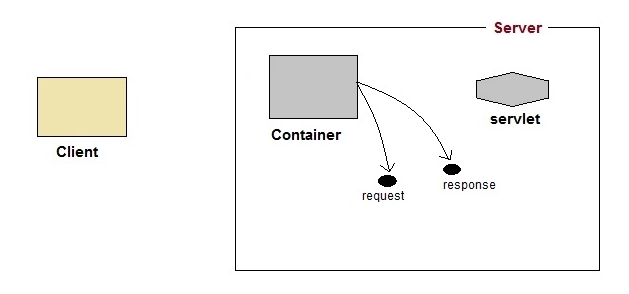 Server
Container
servlet
Client
request
response